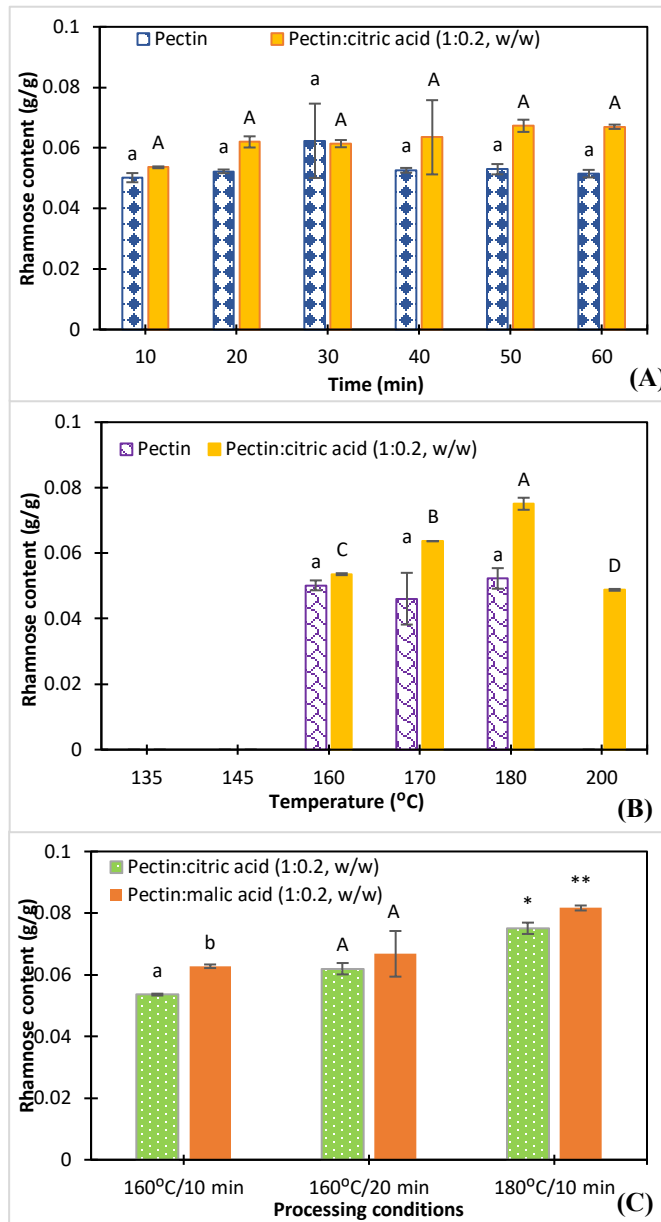 0.1
Pectin
Pectin:citric acid (1:0.2, w/w)
0.08
0.06
0.04
0.02
0
Rhamnose content (g/g)
a A a A a A a A a A a A
10 20 30 40 50 60
Time (min)
(A)
0.1
Pectin
Pectin:citric acid (1:0.2, w/w)
0.08
0.06
0.04
0.02
0
Rhamnose content (g/g)
a C a B a A D
135 145 160 170 180 200
Temperature (ºC)
(B)
0.1
Pectin:citric acid (1:0.2, w/w)
Pectin:malic acid (1:0.2, w/w)
0.08
0.06
0.04
0.02
0
Rhamnose content (g/g)
a b A A * **
160ºC/10 min 160ºC/20 min 180ºC/10 min
Processing conditions
(C)